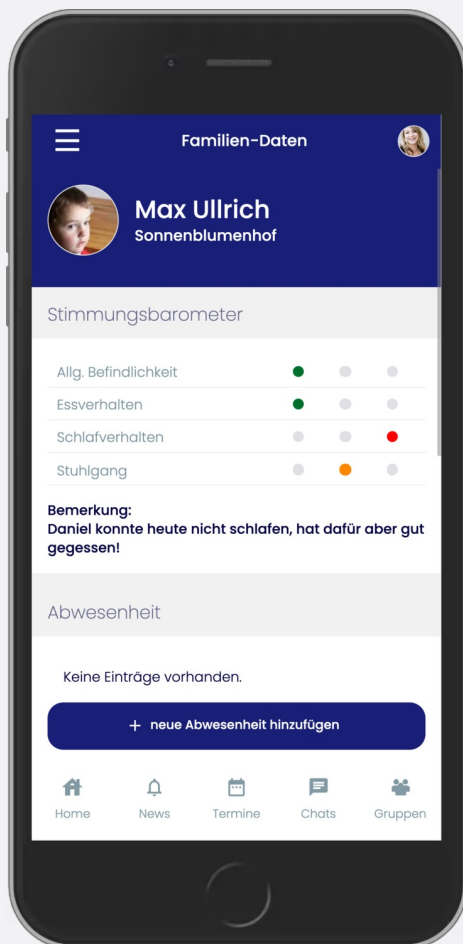 Familien-Daten
Max Ullrich
Sonnenblumenhof
Stimmungsbarometer
Allg. Befindlichkeit
Essverhalten
Schlafverhalten
Stuhlgang
Bemerkung:
Daniel konnte heute nicht schlafen, hat dafür aber gut
gegessen!
Abwesenheit
Keine Einträge vorhanden.
+ neue Abwesenheit hinzufügen
Home News Termine Chats Gruppen